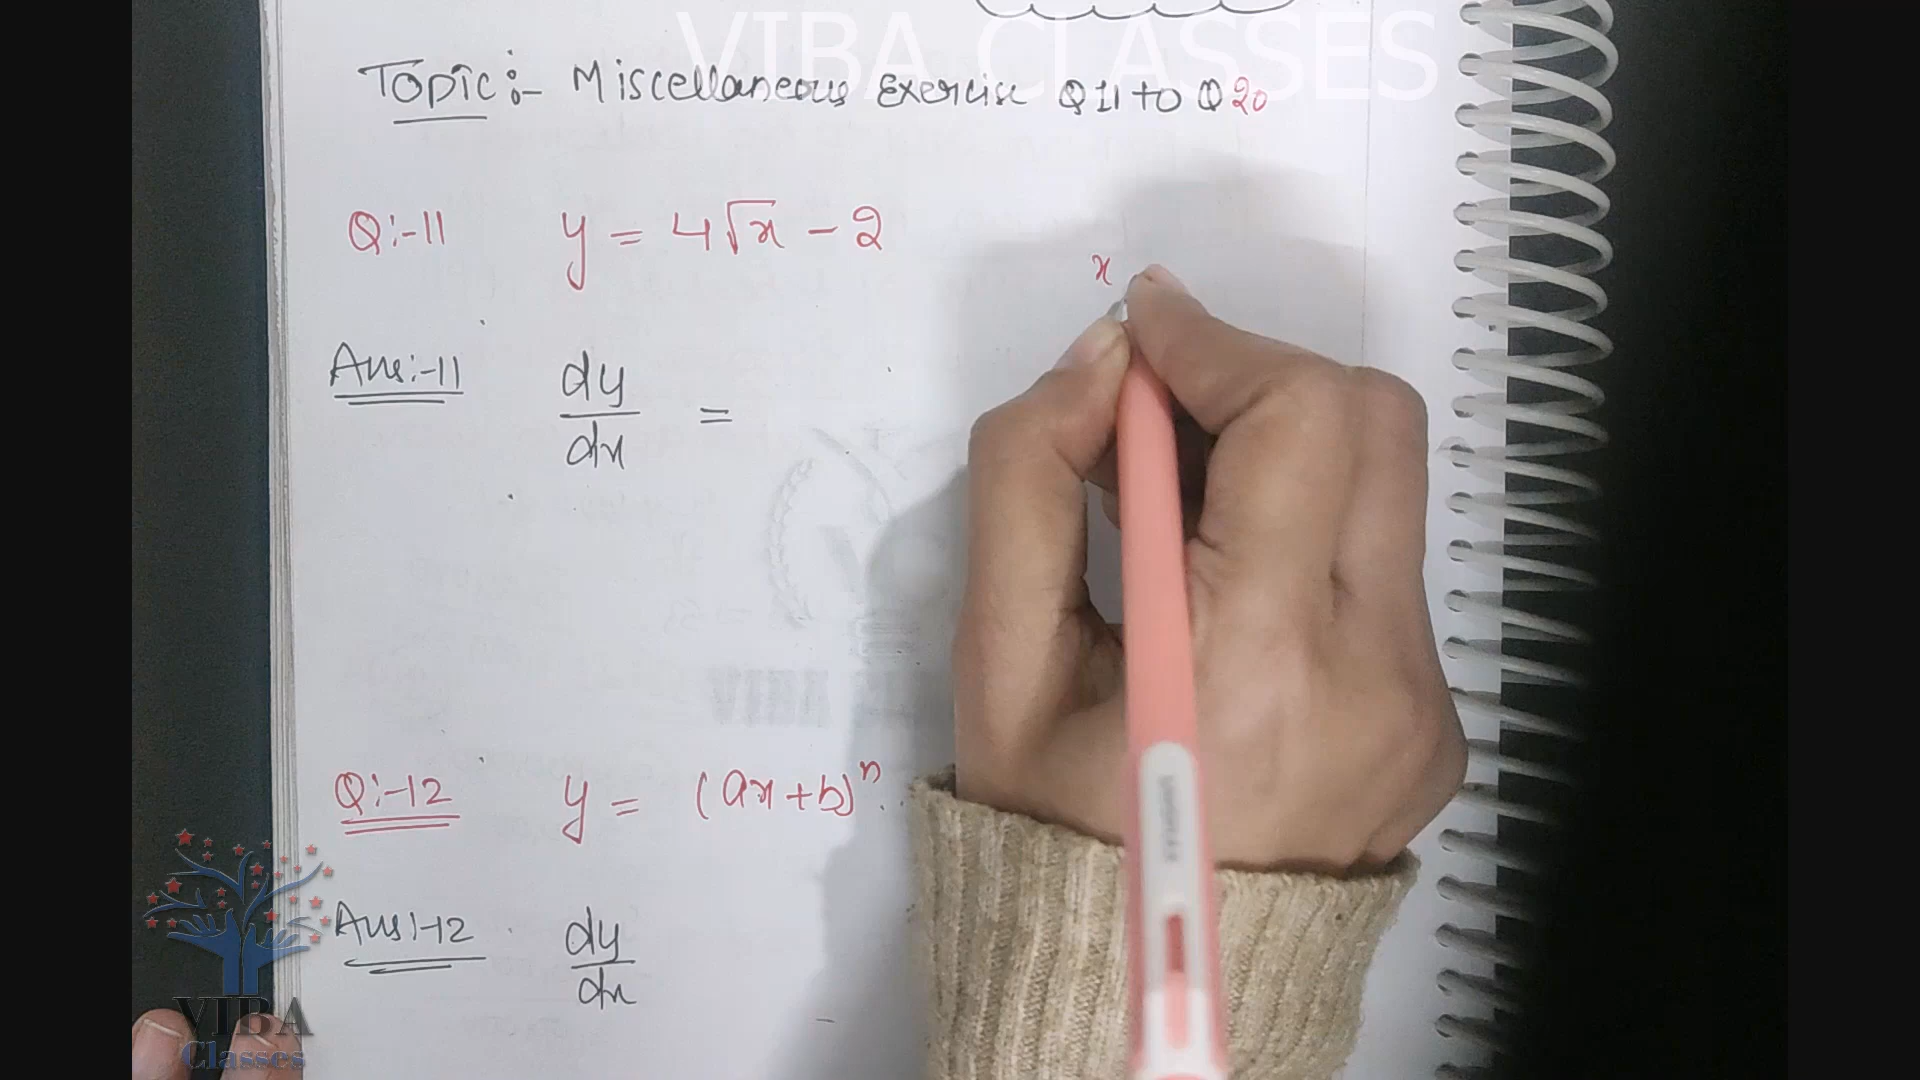 VIBA CLASSES
Topic:- Miscellaneous Exercise Q11 to Q20
Q:-11 y = 4√x - 2
x
Ans:-11 dy/dx =
VIBA
Q:-12 y = (ax+b)^n
Ans:-12 dy/dx
VIBA
Classes